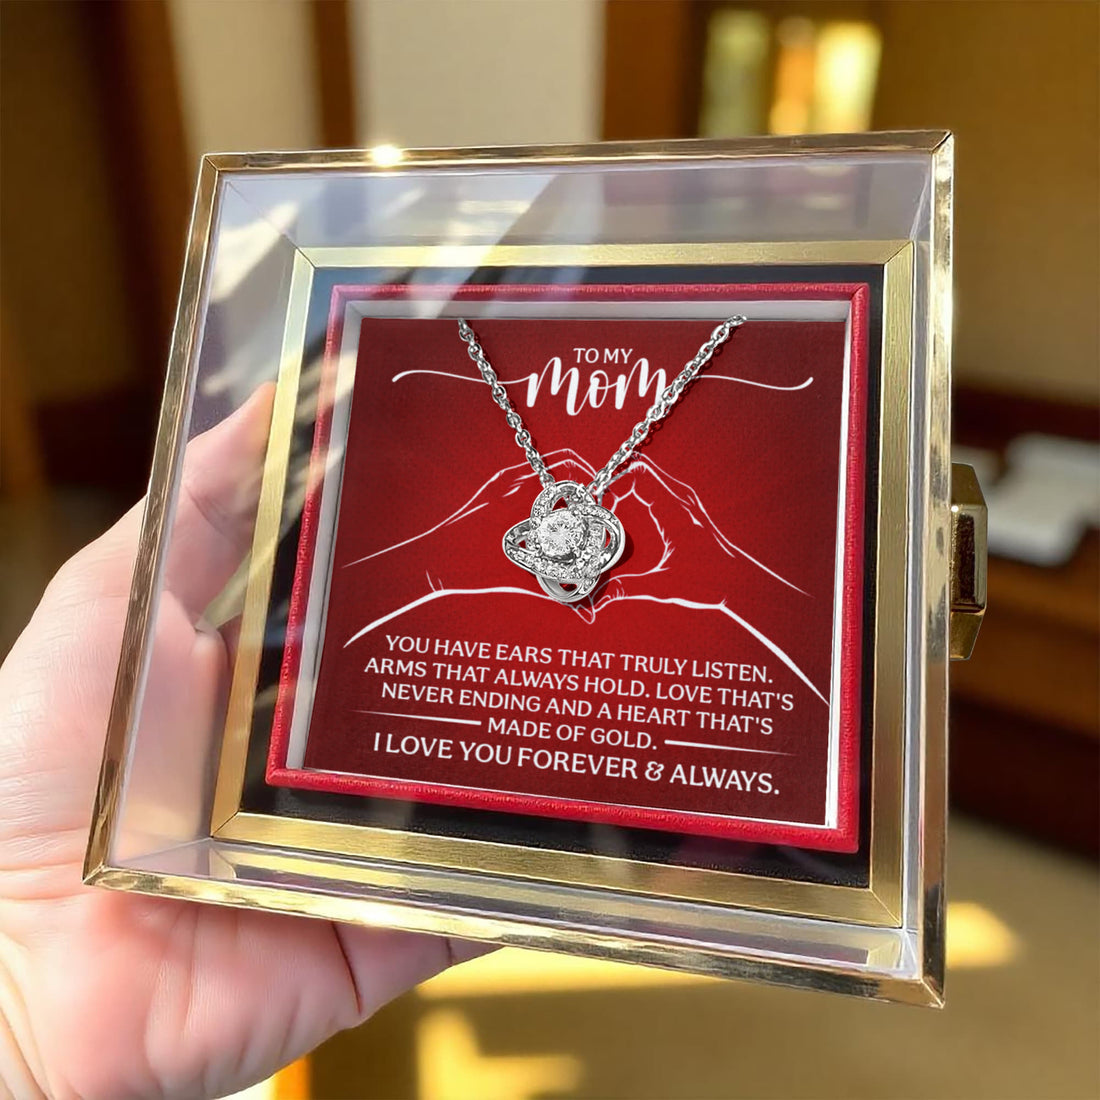 TO MY
Mom
YOU HAVE EARS THAT TRULY LISTEN.
ARMS THAT ALWAYS HOLD. LOVE THAT'S
NEVER ENDING AND A HEART THAT'S
MADE OF GOLD.
I LOVE YOU FOREVER & ALWAYS.